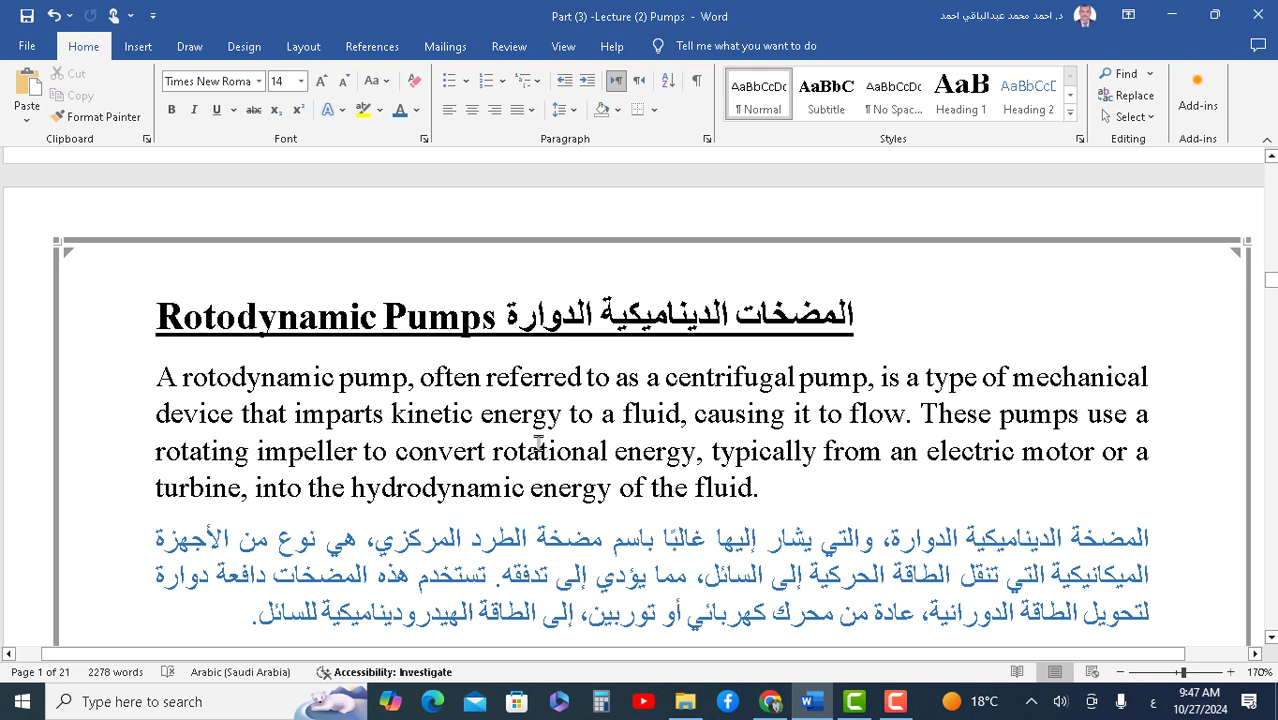 Part (3) -Lecture (2) Pumps - Word
د. احمد محمد عبدالباقي احمد
File Home Insert Draw Design Layout References Mailings Review View Help Tell me what you want to do
Paste
Cut
Copy
Format Painter
Clipboard
Times New Roma 14
Aa
B I U abc x₂ x²
A A
Font
Paragraph
AaBbCcDc AaBbC AaBbCcDc AaB AaBbCcD
¶ Normal Subtitle ¶ No Spac... Heading 1 Heading 2
Styles
Find
Replace
Select
Editing
Add-ins
Add-ins
Rotodynamic Pumps المضخات الديناميكية الدوارة
A rotodynamic pump, often referred to as a centrifugal pump, is a type of mechanical
device that imparts kinetic energy to a fluid, causing it to flow. These pumps use a
rotating impeller to convert rotational energy, typically from an electric motor or a
turbine, into the hydrodynamic energy of the fluid.
المضخة الديناميكية الدوارة، والتي يشار إليها غالبًا باسم مضخة الطرد المركزي، هي نوع من الأجهزة
الميكانيكية التي تنقل الطاقة الحركية إلى السائل، مما يؤدي إلى تدفقه. تستخدم هذه المضخات دافعة دوارة
لتحويل الطاقة الدورانية، عادة من محرك كهربائي أو توربين، إلى الطاقة الهيدروديناميكية للسائل.
Page 1 of 21 2278 words Arabic (Saudi Arabia) Accessibility: Investigate 170%
Type here to search
18°C
ع
9:47 AM
10/27/2024